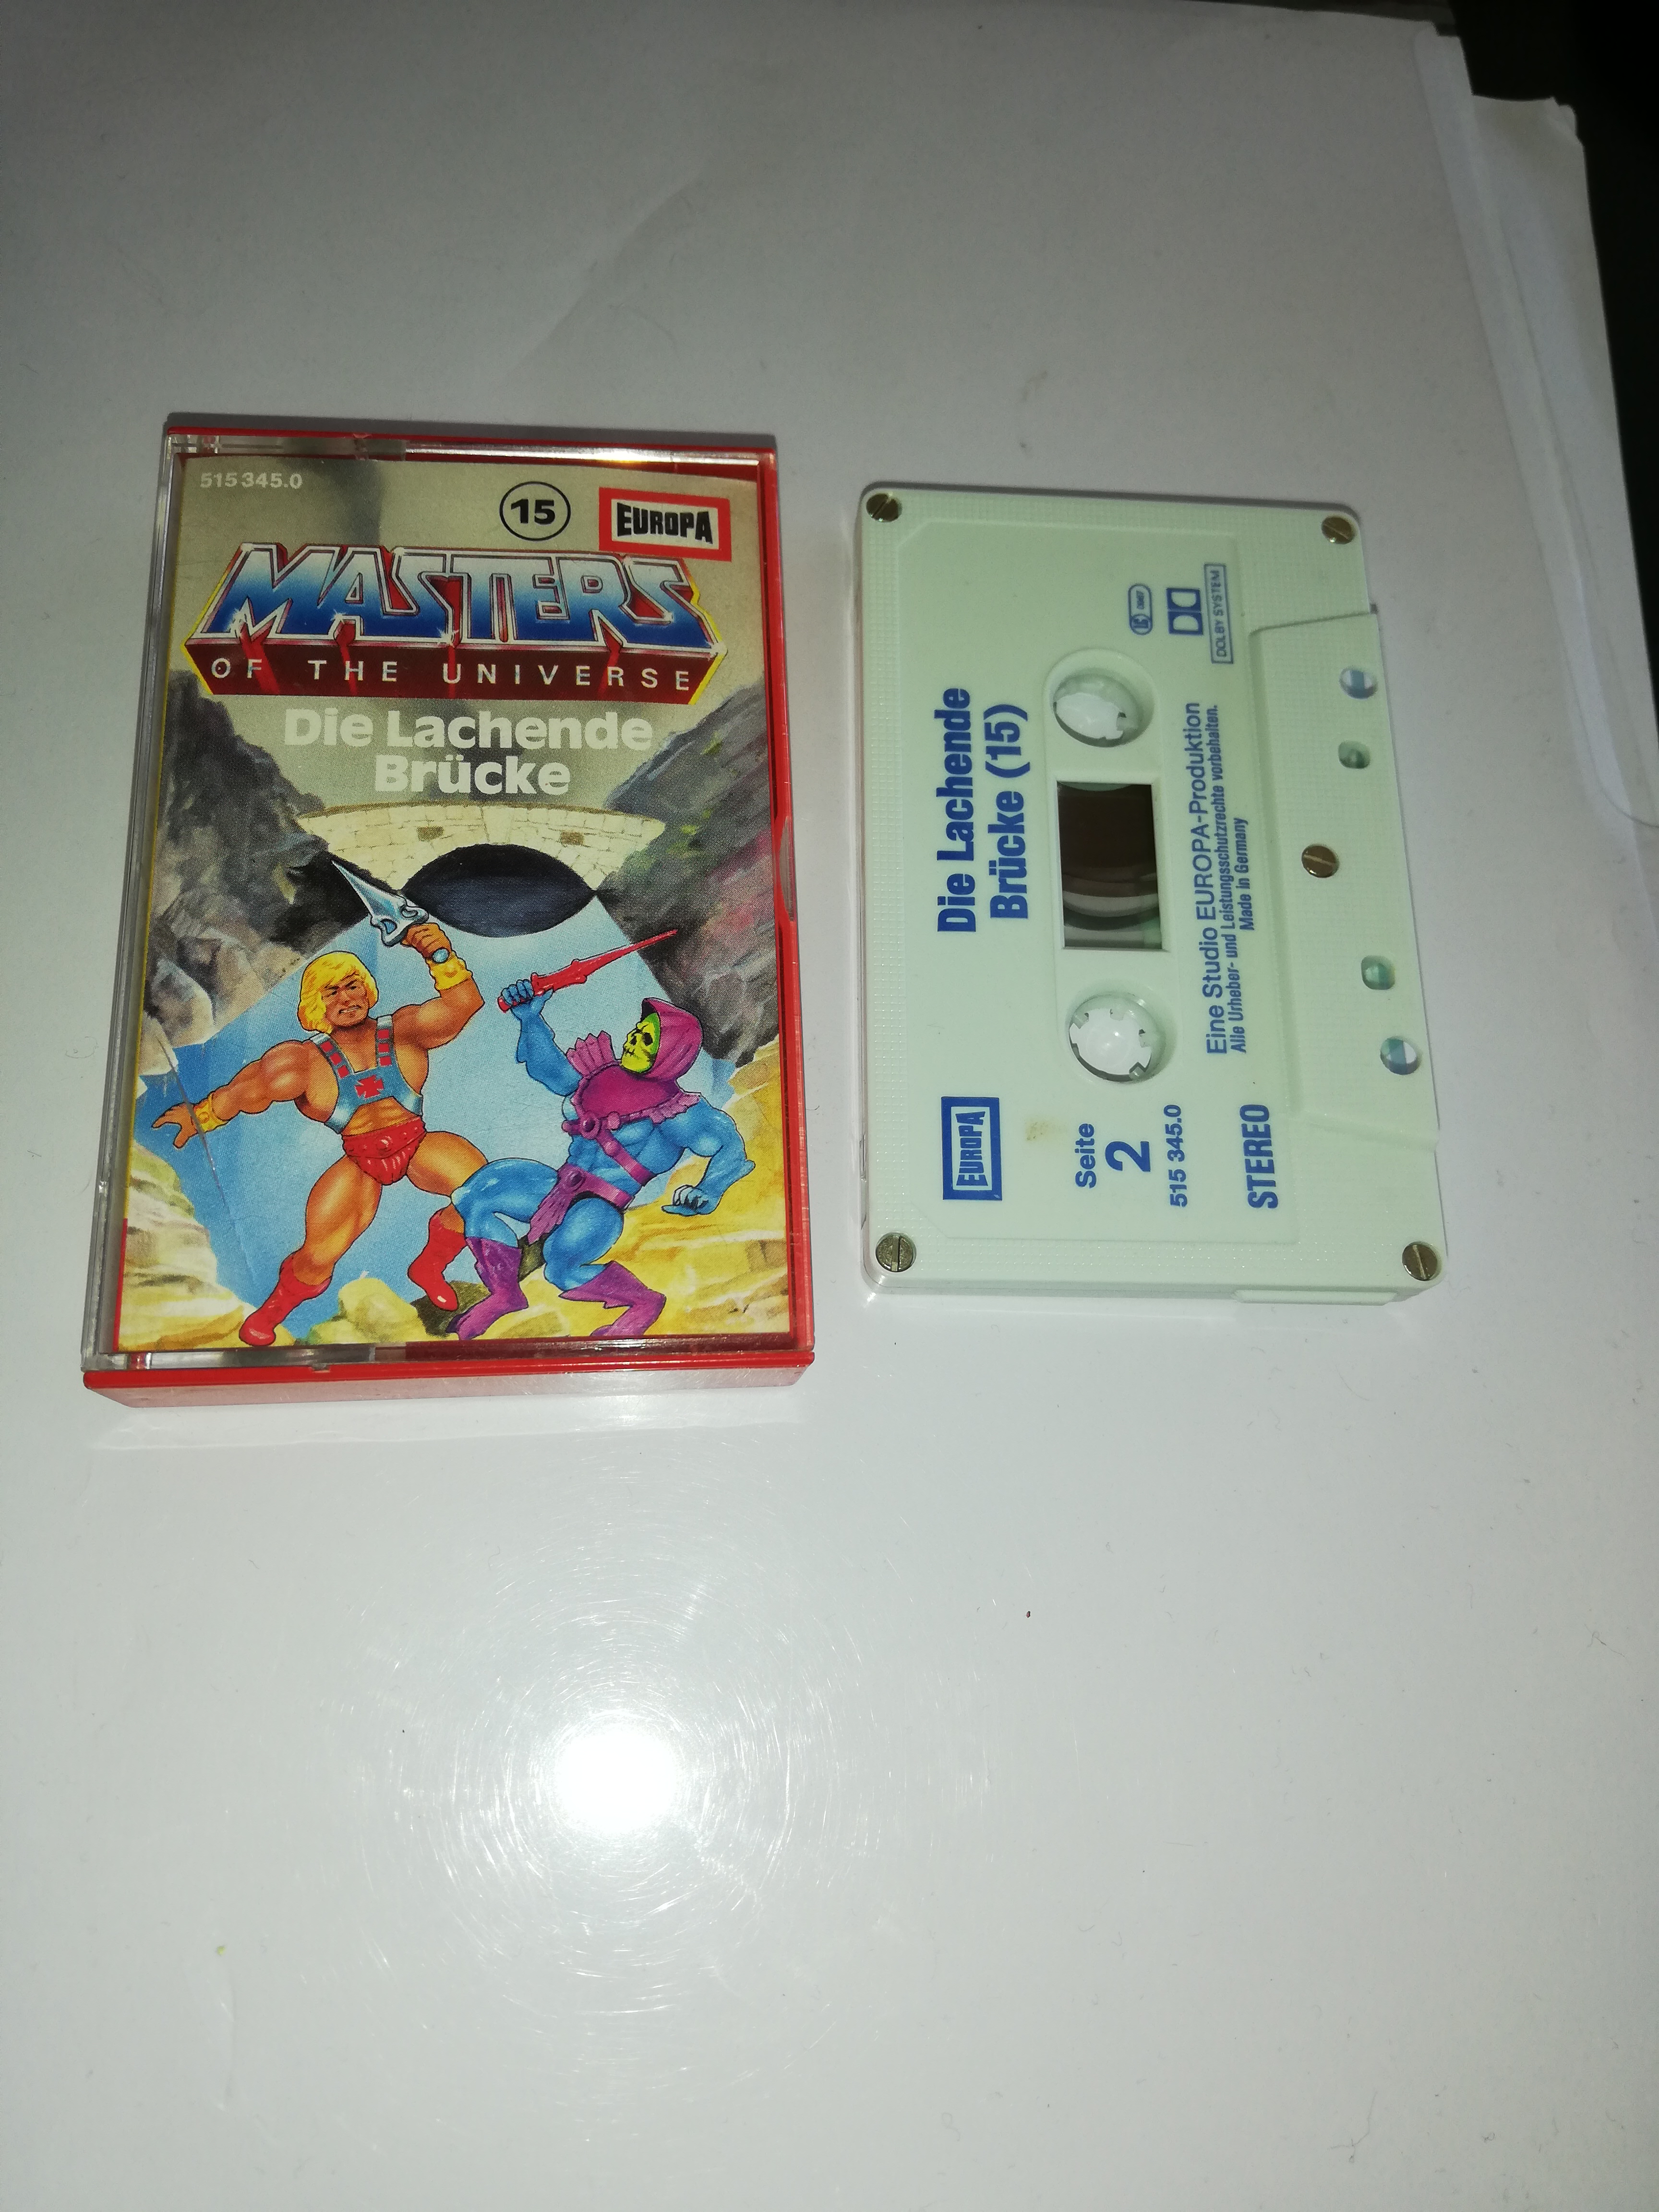 515 345.0
15
EUROPA
MASTERS
OF THE UNIVERSE
Die Lachende
Brücke
Die Lachende
Brücke (15)
EUROPA
Seite
2
515 345.0
STEREO
DOLBY SYSTEM
Eine Studio EUROPA-Produktion
Alle Urheber- und Leistungsschutzrechte vorbehalten.
Made in Germany